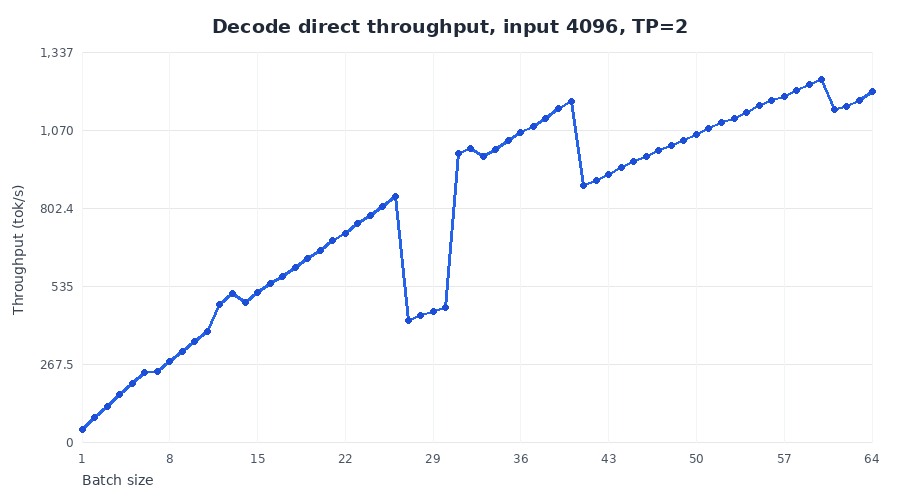 Decode direct throughput, input 4096, TP=2
Throughput (tok/s)
1,337
1,070
802.4
535
267.5
0
1 8 15 22 29 36 43 50 57 64
Batch size